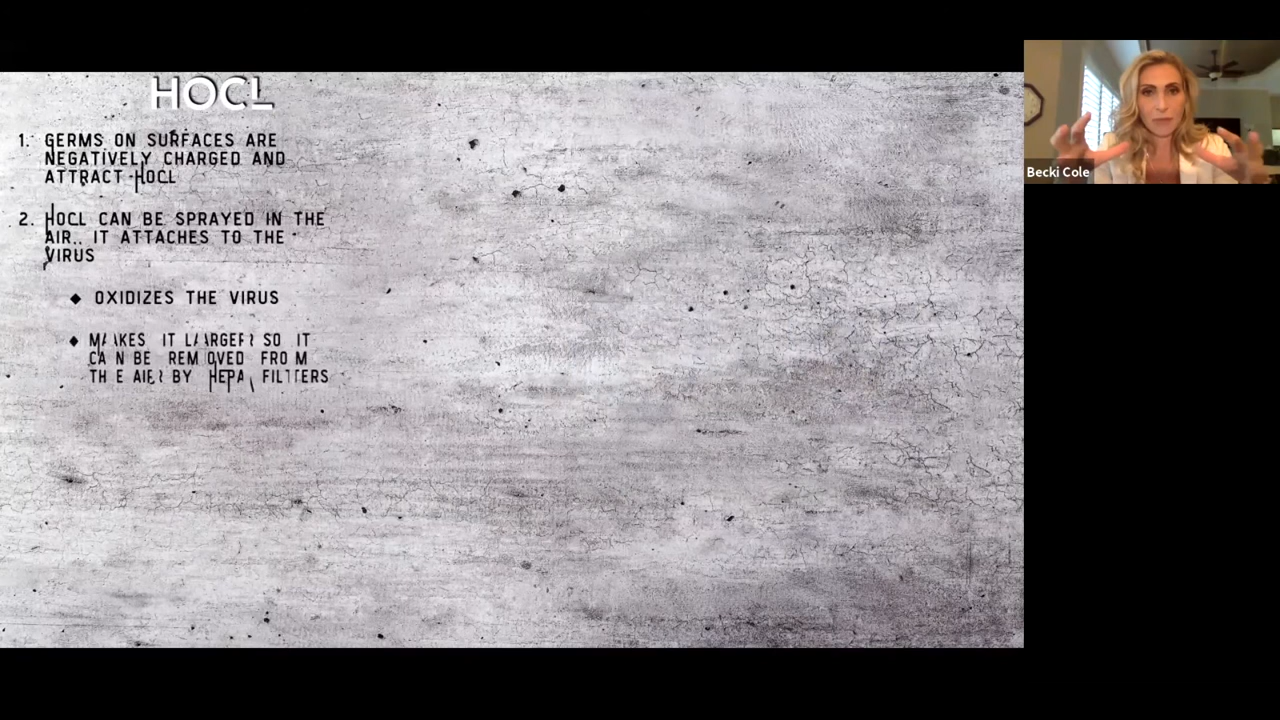 HOCL
1. GERMS ON SURFACES ARE
NEGATIVELY CHARGED AND
ATTRACT HOCL
2. HOCL CAN BE SPRAYED IN THE
AIR.. IT ATTACHES TO THE
VIRUS
◆ OXIDIZES THE VIRUS
◆ MAKES IT LARGER SO IT
CAN BE REMOVED FROM
THE AIR BY HEPA FILTERS
Becki Cole